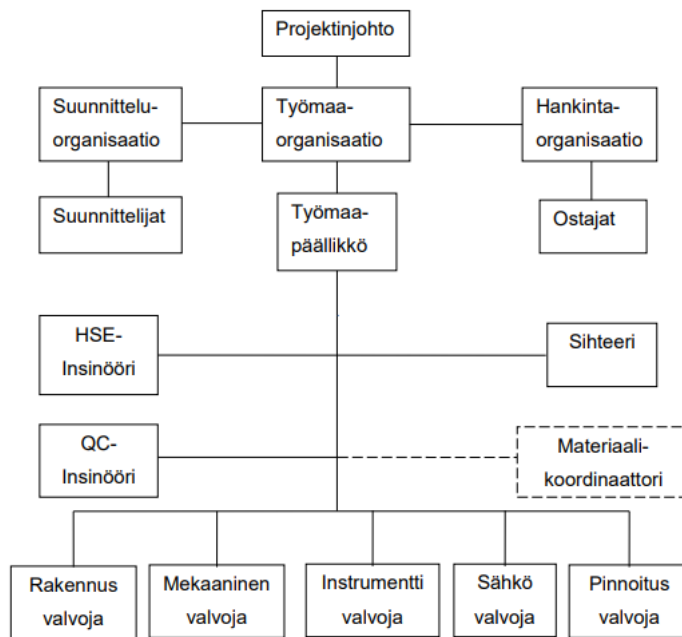 Projektinjohto
Suunnittelu-
organisaatio
Työmaa-
organisaatio
Hankinta-
organisaatio
Suunnittelijat
Työmaa-
päällikkö
Ostajat
HSE-
Insinööri
Sihteeri
QC-
Insinööri
Materiaali-
koordinaattori
Rakennus
valvoja
Mekaaninen
valvoja
Instrumentti
valvoja
Sähkö
valvoja
Pinnoitus
valvoja